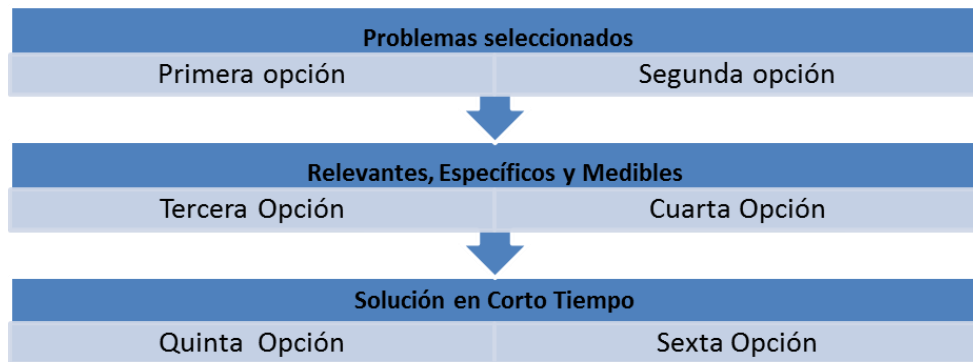 Problemas seleccionados
Primera opción
Segunda opción
Relevantes, Específicos y Medibles
Tercera Opción
Cuarta Opción
Solución en Corto Tiempo
Quinta Opción
Sexta Opción